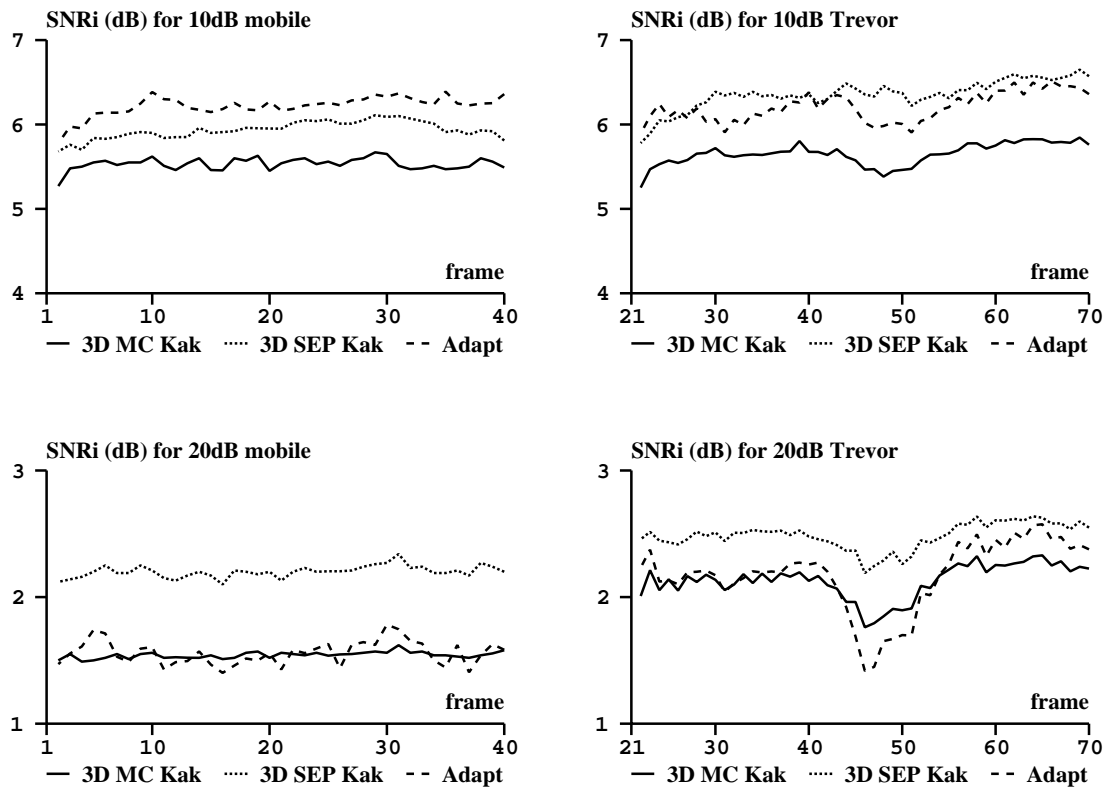 SNRi (dB) for 10dB mobile
7
6
5
4
frame
1 10 20 30 40
3D MC Kak 3D SEP Kak Adapt
SNRi (dB) for 10dB Trevor
7
6
5
4
frame
21 30 40 50 60 70
3D MC Kak 3D SEP Kak Adapt
SNRi (dB) for 20dB mobile
3
2
1
frame
1 10 20 30 40
3D MC Kak 3D SEP Kak Adapt
SNRi (dB) for 20dB Trevor
3
2
1
frame
21 30 40 50 60 70
3D MC Kak 3D SEP Kak Adapt